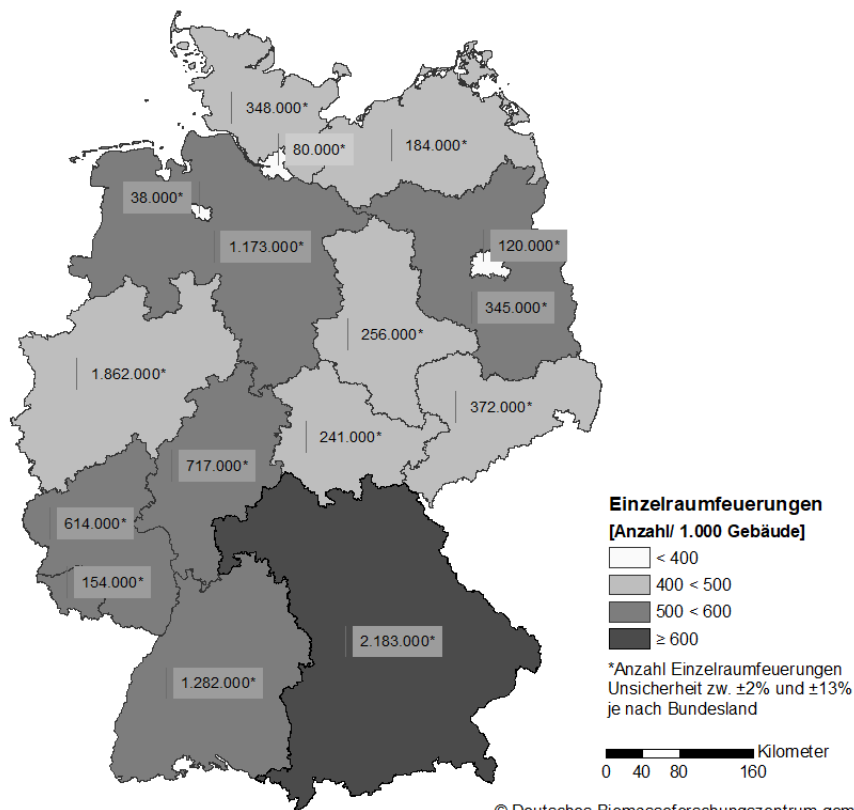 348.000*
80.000*
184.000*
38.000*
1.173.000*
120.000*
345.000*
256.000*
1.862.000*
372.000*
241.000*
717.000*
614.000*
154.000*
2.183.000*
1.282.000*
Einzelraumfeuerungen
[Anzahl/ 1.000 Gebäude]
< 400
400 < 500
500 < 600
≥ 600
*Anzahl Einzelraumfeuerungen
Unsicherheit zw. ±2% und ±13%
je nach Bundesland
Kilometer
0 40 80 160
© Deutsches Biomasseforschungszentrum gem